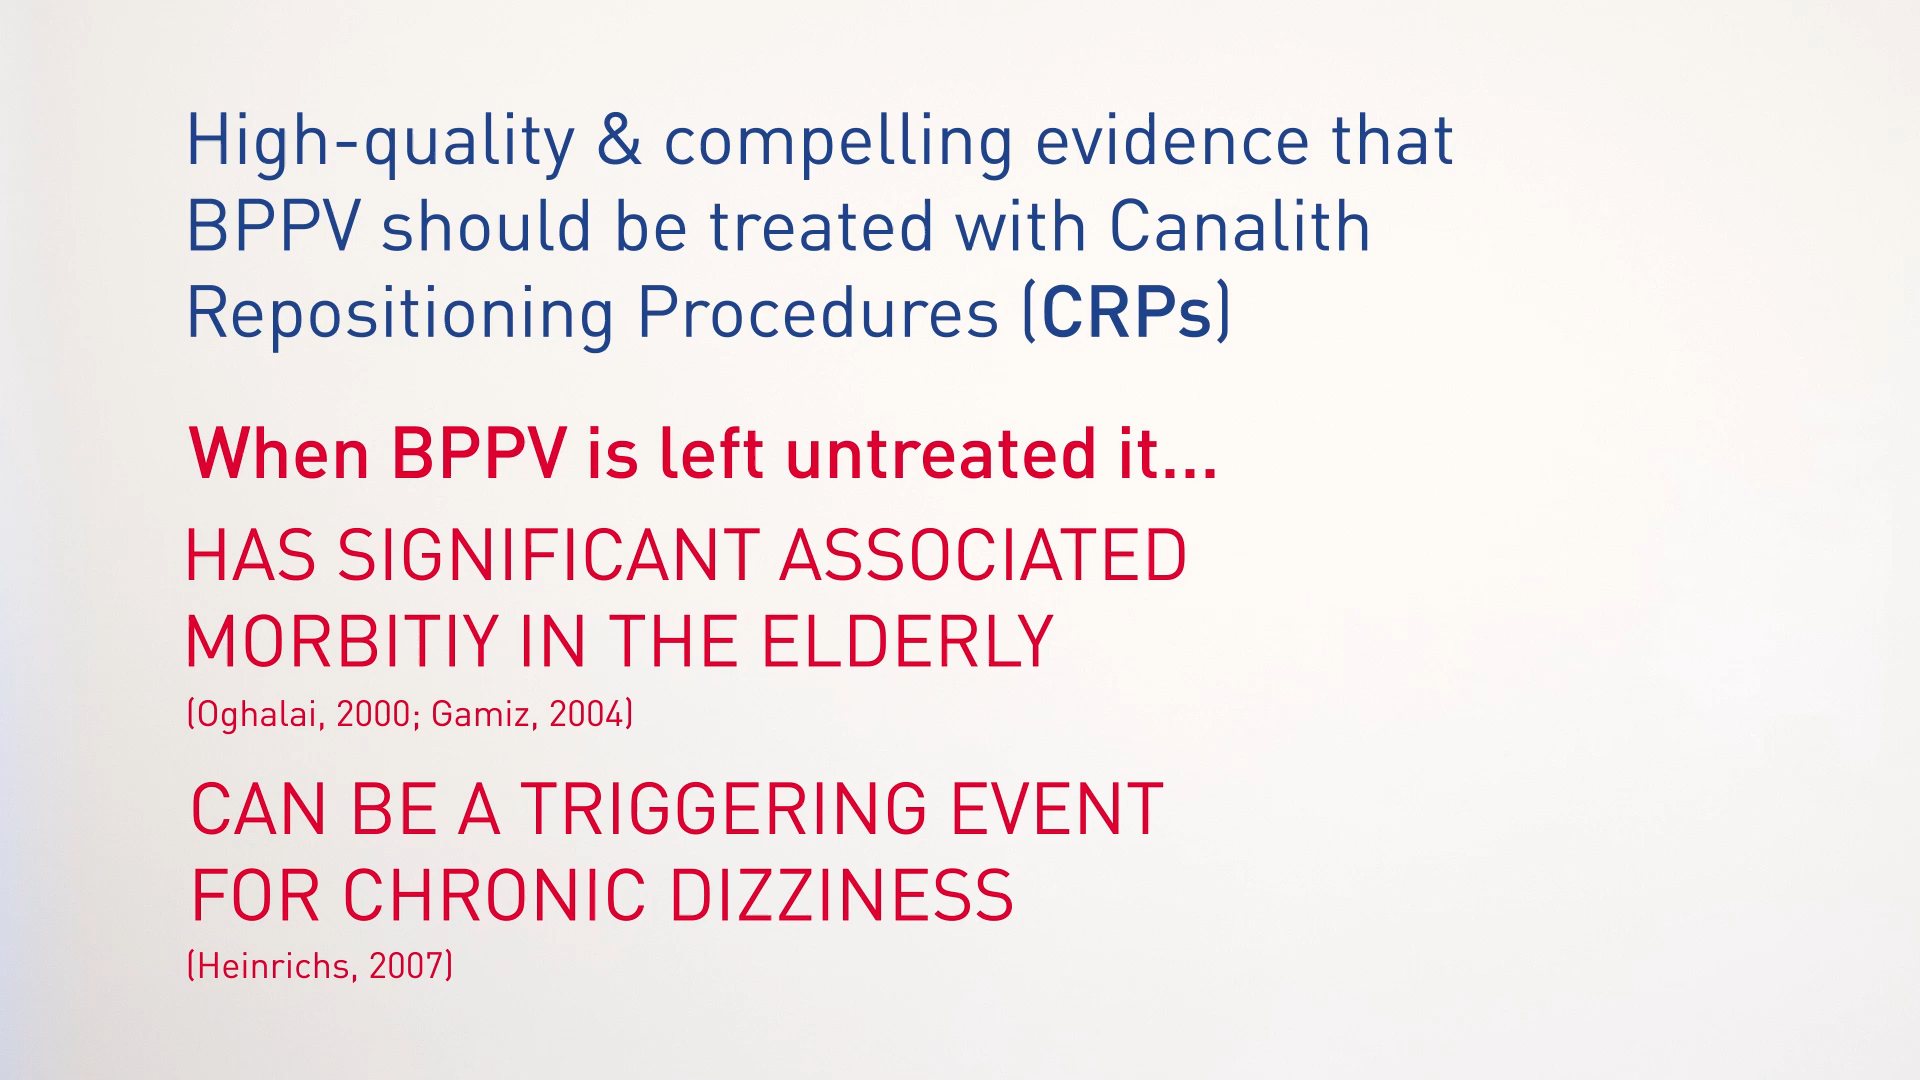 High-quality & compelling evidence that
BPPV should be treated with Canalith
Repositioning Procedures (CRPs)
When BPPV is left untreated it...
HAS SIGNIFICANT ASSOCIATED
MORBITIY IN THE ELDERLY
(Oghalai, 2000; Gamiz, 2004)
CAN BE A TRIGGERING EVENT
FOR CHRONIC DIZZINESS
(Heinrichs, 2007)